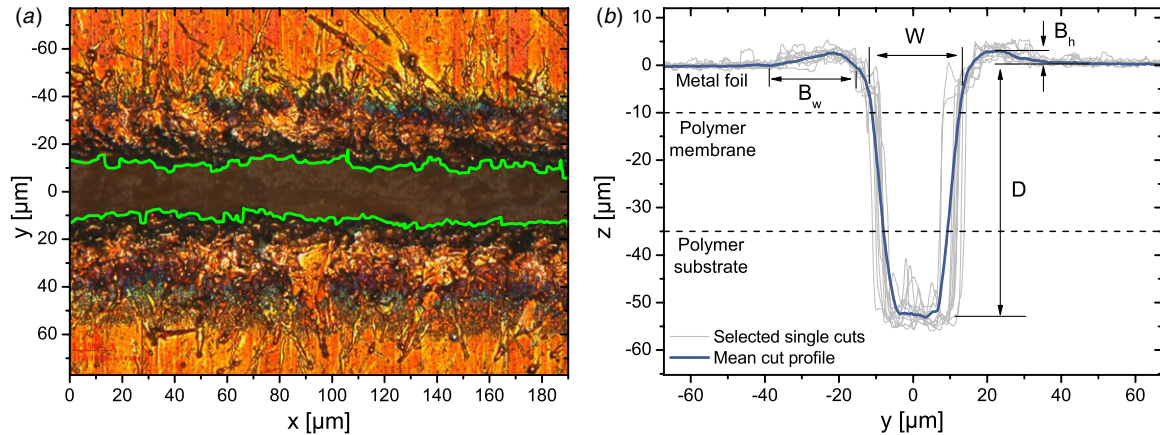 (a)
-60
-40
-20
0
20
40
60
y [µm]
0 20 40 60 80 100 120 140 160 180
x [µm]
(b)
10
0
-10
-20
-30
-40
-50
-60
z [µm]
-60 -40 -20 0 20 40 60
y [µm]
W
B_h
B_w
D
Metal foil
Polymer
membrane
Polymer
substrate
Selected single cuts
Mean cut profile